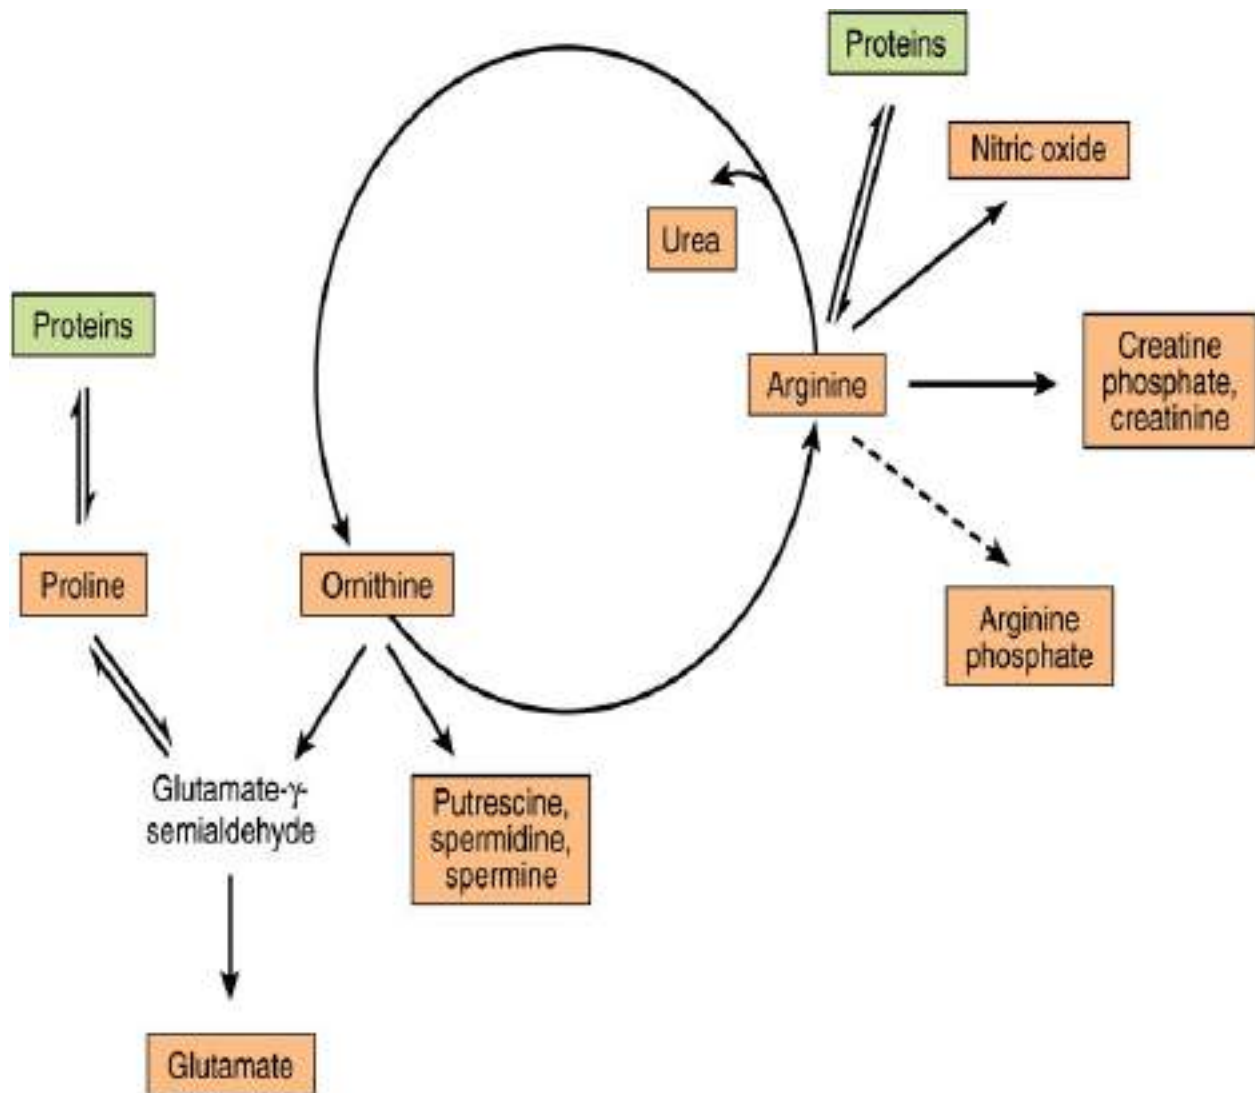 Proteins
Nitric oxide
Urea
Proteins
Arginine
Creatine
phosphate,
creatinine
Proline
Ornithine
Arginine
phosphate
Glutamate-γ-
semialdehyde
Putrescine,
spermidine,
spermine
Glutamate